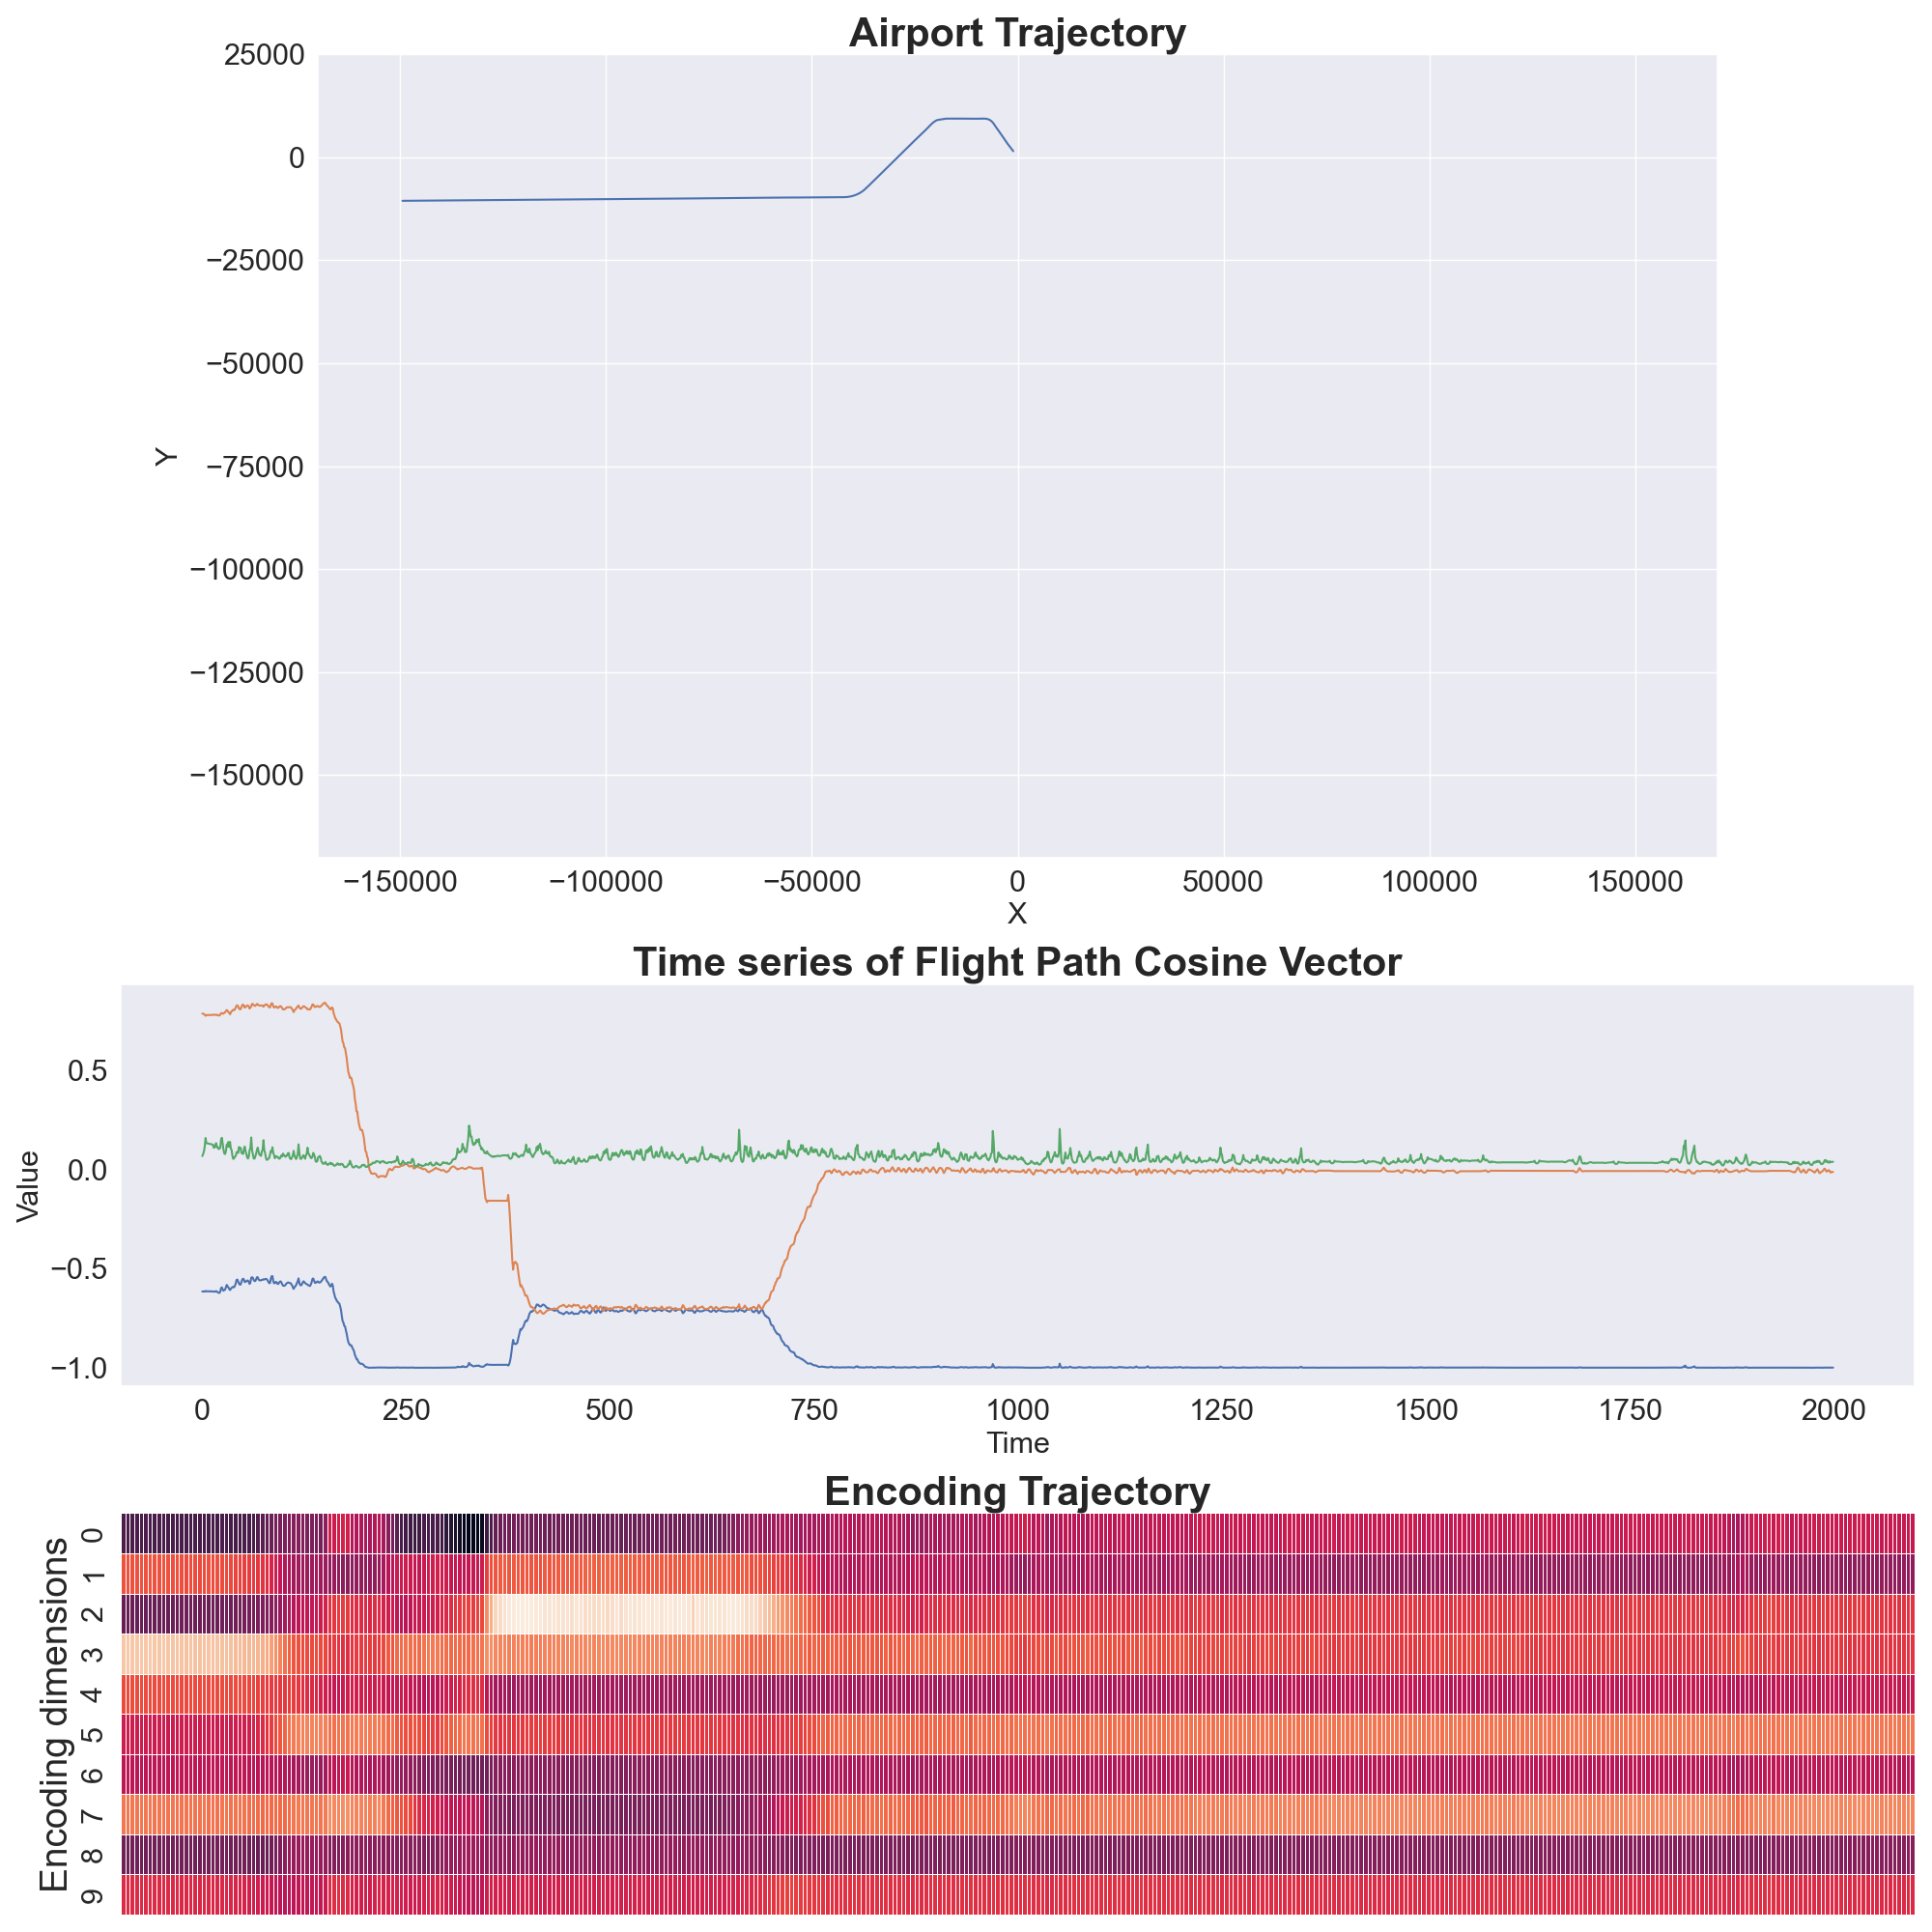 Airport Trajectory
25000
0
−25000
−50000
−75000
−100000
−125000
−150000
Y
−150000 −100000 −50000 0 50000 100000 150000
X
Time series of Flight Path Cosine Vector
0.5
0.0
−0.5
−1.0
Value
0 250 500 750 1000 1250 1500 1750 2000
Time
Encoding Trajectory
Encoding dimensions
0
1
2
3
4
5
6
7
8
9